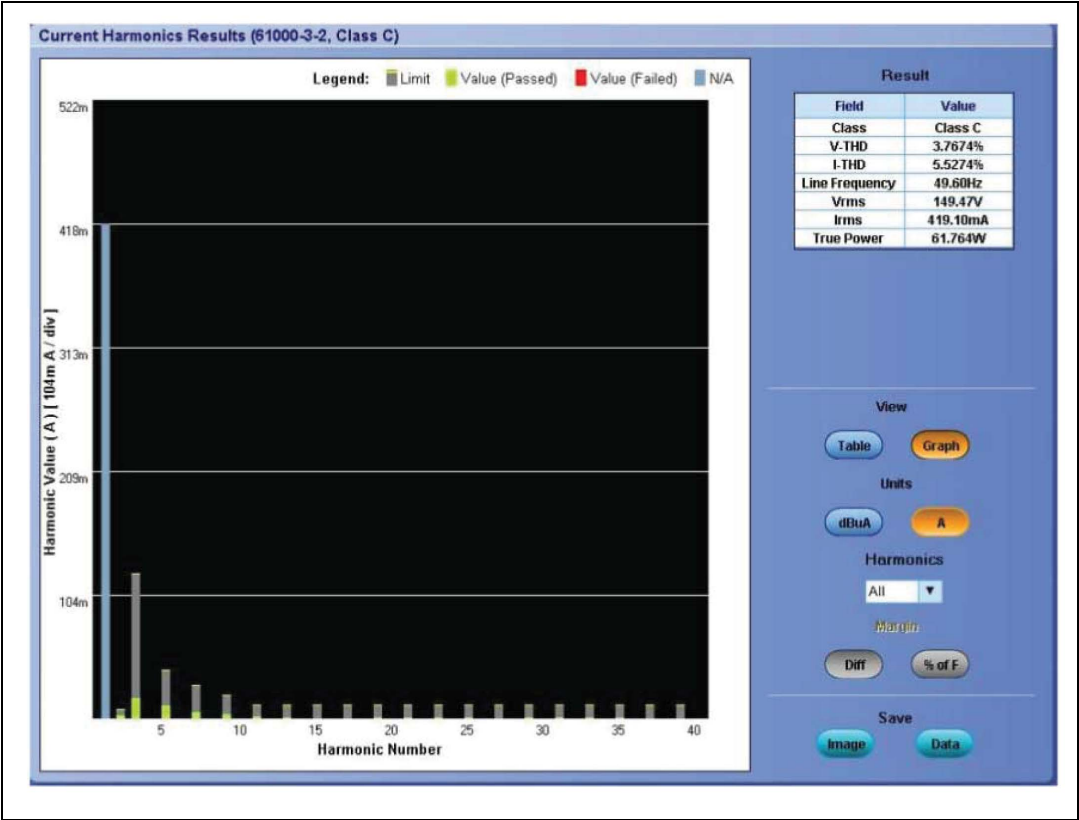 Current Harmonics Results (61000-3-2, Class C)
Legend: Limit Value (Passed) Value (Failed) N/A
522m
418m
313m
209m
104m
Harmonic Value (A) [ 104m A / div ]
5 10 15 20 25 30 35 40
Harmonic Number
Result
Field Value
Class Class C
V-THD 3.7674%
I-THD 5.5274%
Line Frequency 49.60Hz
Vrms 149.47V
Irms 419.10mA
True Power 61.764W
View
Table Graph
Units
dBuA A
Harmonics
All
Margin
Diff % of F
Save
Image Data